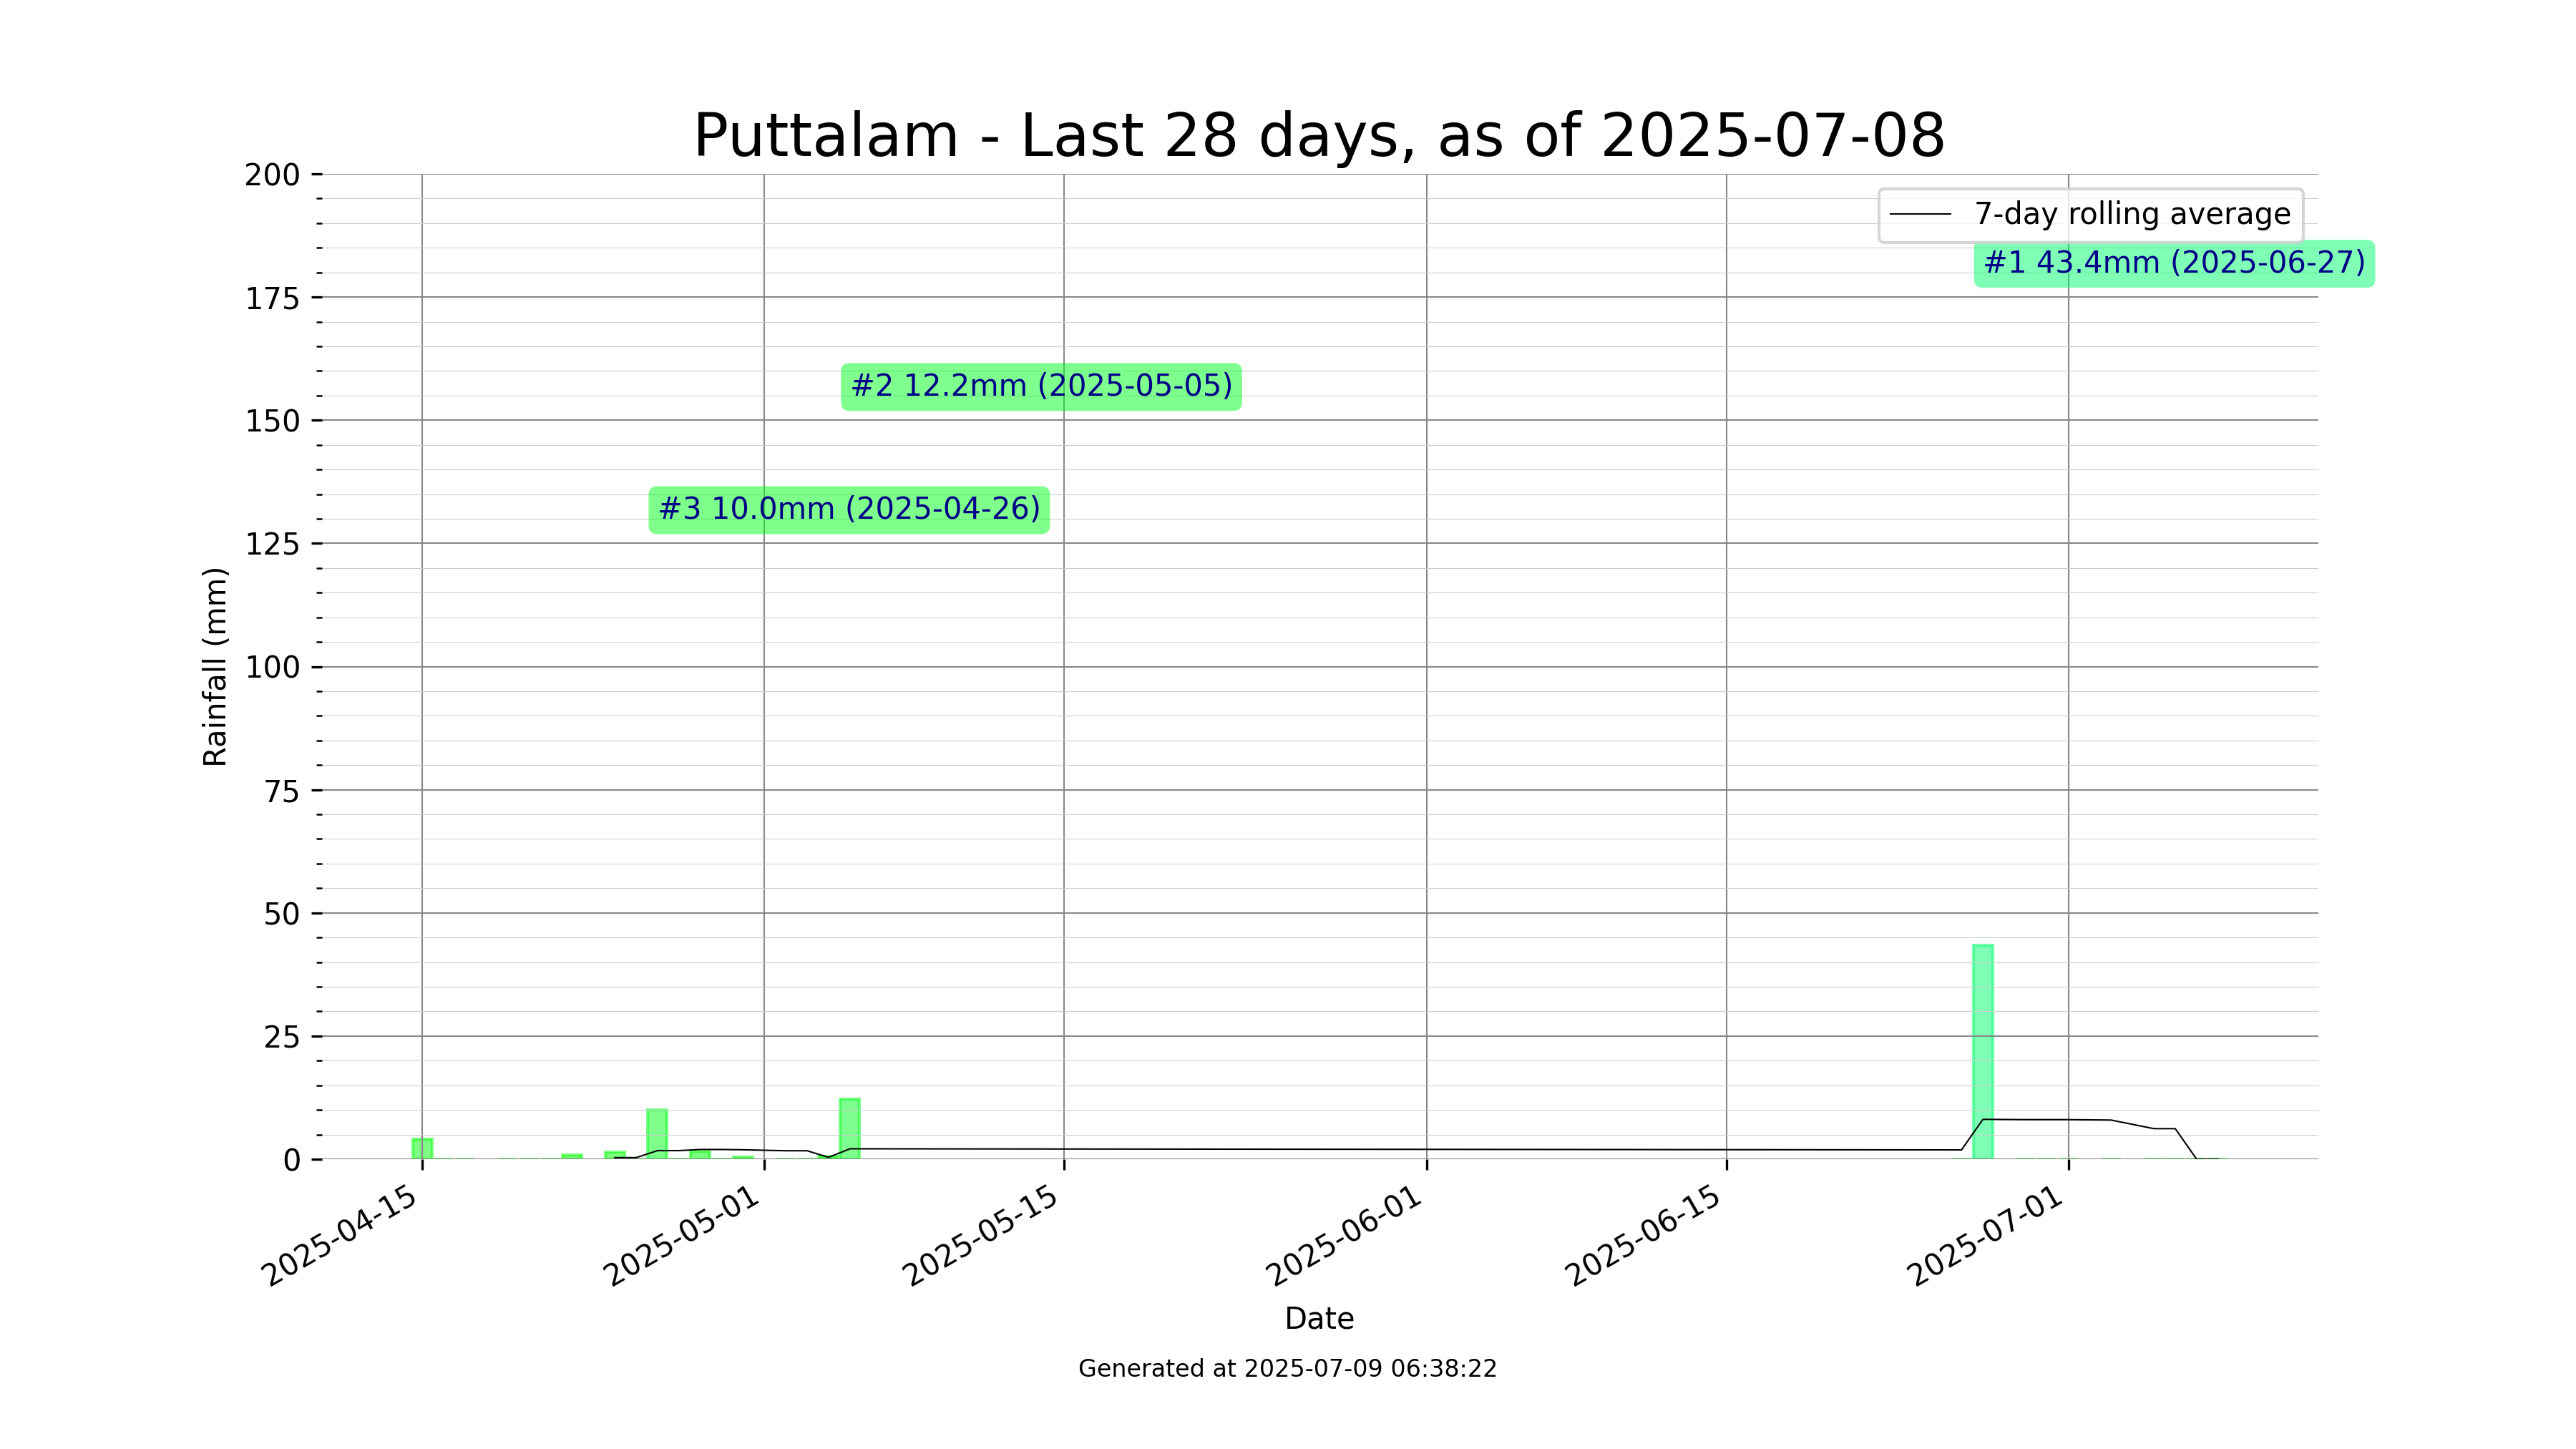 Puttalam - Last 28 days, as of 2025-07-08
7-day rolling average
#1 43.4mm (2025-06-27)
#2 12.2mm (2025-05-05)
#3 10.0mm (2025-04-26)
Rainfall (mm)
200
175
150
125
100
75
50
25
0
2025-04-15
2025-05-01
2025-05-15
2025-06-01
2025-06-15
2025-07-01
Date
Generated at 2025-07-09 06:38:22